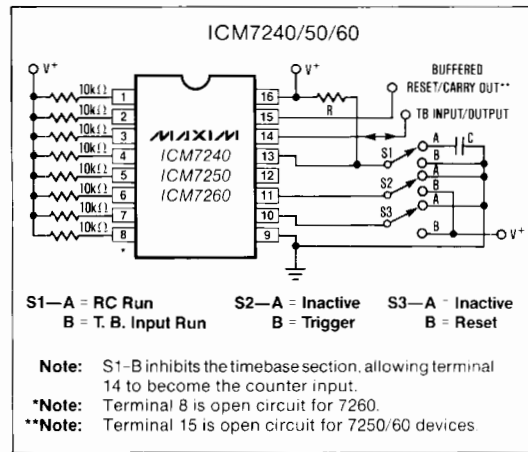 ICM7240/50/60
V+
10kΩ 1
10kΩ 2
10kΩ 3
10kΩ 4
10kΩ 5
10kΩ 6
10kΩ 7
10kΩ 8
*
MAXIM
ICM7240
ICM7250
ICM7260
16
15
14
13
12
11
10
9
V+
R
BUFFERED
RESET/CARRY OUT**
TB INPUT/OUTPUT
S1 A C
B
S2 A
B
S3 A
B V+
S1—A = RC Run S2—A = Inactive S3—A = Inactive
B = T. B. Input Run B = Trigger B = Reset
Note: S1-B inhibits the timebase section, allowing terminal
14 to become the counter input.
*Note: Terminal 8 is open circuit for 7260.
**Note: Terminal 15 is open circuit for 7250/60 devices.